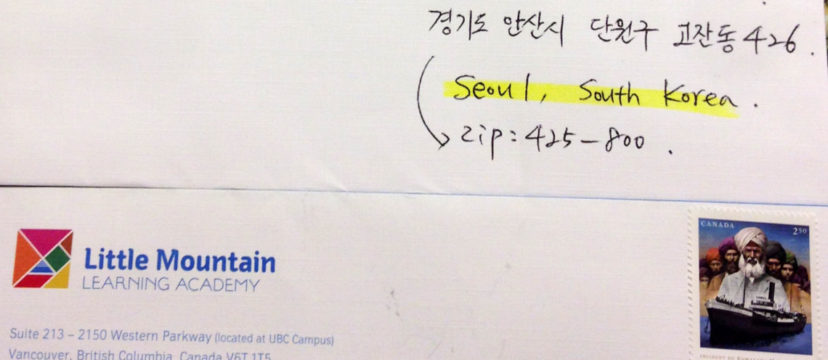 경기도 안산시 단원구 고잔동 426.
Seoul, South Korea.
zip: 425-800.
Little Mountain
LEARNING ACADEMY
CANADA 2.50
Suite 213 – 2150 Western Parkway (located at UBC Campus)
Vancouver, British Columbia, Canada V6T 1T5